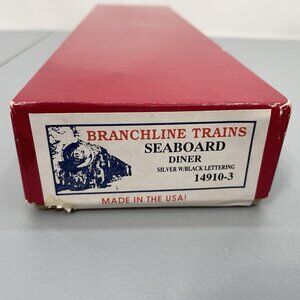 BRANCHLINE TRAINS
SEABOARD
DINER
SILVER W/BLACK LETTERING
14910-3
MADE IN THE USA!